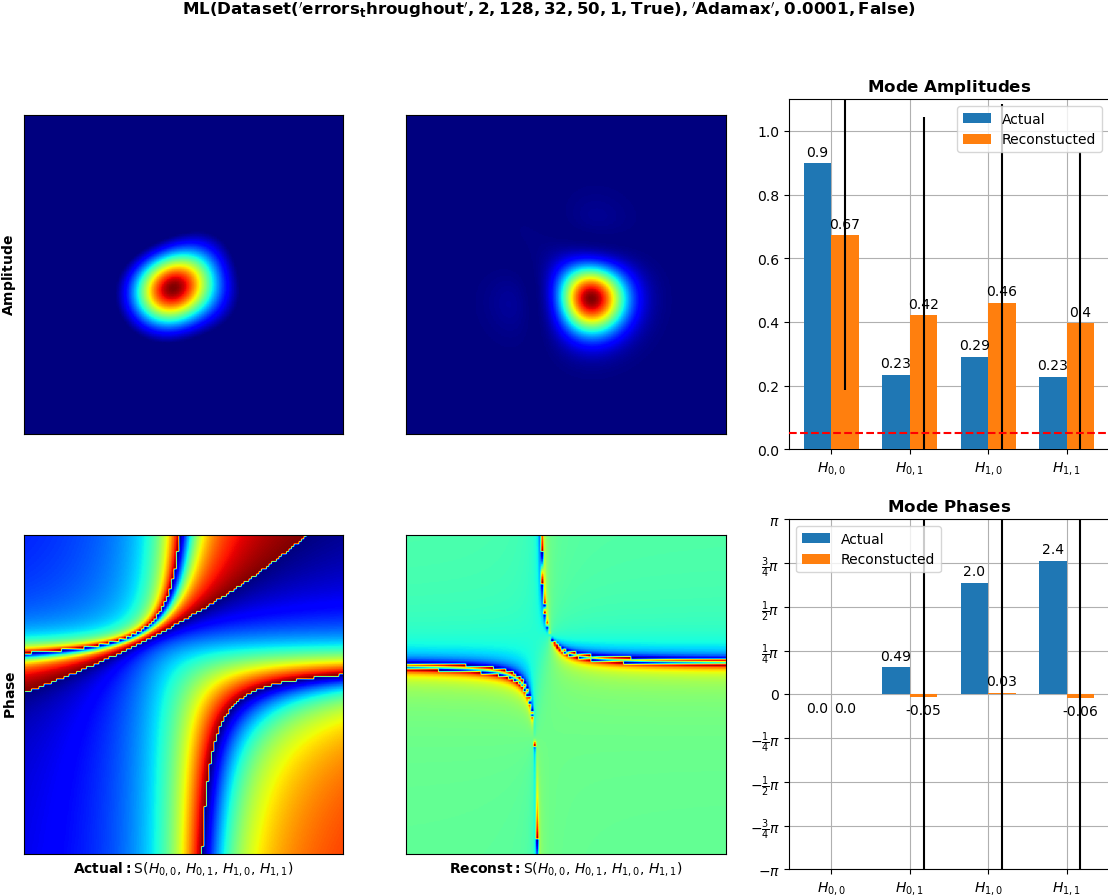 ML(Dataset('errors_throughout', 2, 128, 32, 50, 1, True), 'Adamax', 0.0001, False)
Amplitude
Mode Amplitudes
Actual
Reconstucted
1.0
0.8
0.6
0.4
0.2
0.0
0.9
0.67
0.23
0.42
0.29
0.46
0.23
0.4
H0,0
H0,1
H1,0
H1,1
Phase
Actual: S(H0,0, H0,1, H1,0, H1,1)
Reconst: S(H0,0, H0,1, H1,0, H1,1)
Mode Phases
Actual
Reconstucted
π
3/4π
1/2π
1/4π
0
−1/4π
−1/2π
−3/4π
−π
0.0
0.0
0.49
-0.05
2.0
0.03
2.4
-0.06
H0,0
H0,1
H1,0
H1,1